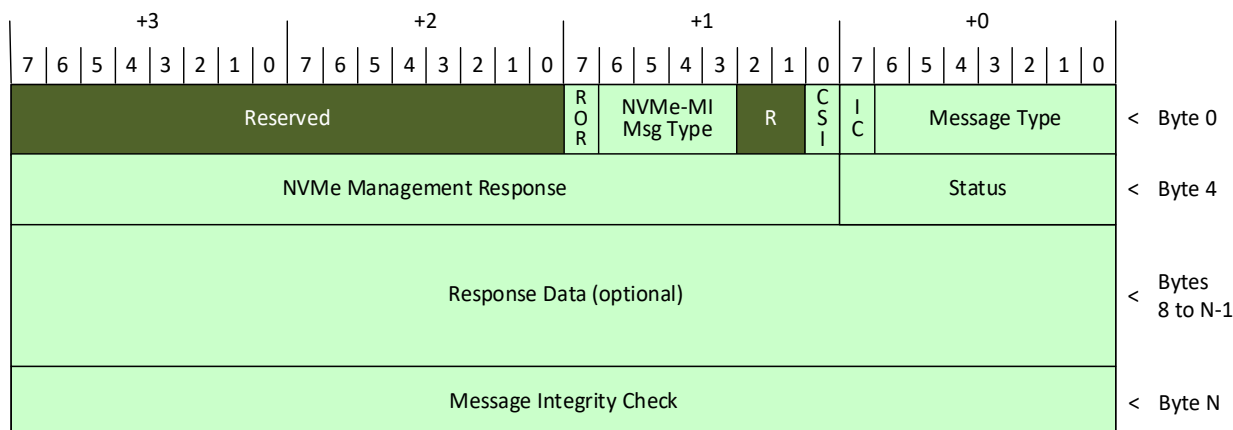 +3 +2 +1 +0
7 6 5 4 3 2 1 0 7 6 5 4 3 2 1 0 7 6 5 4 3 2 1 0 7 6 5 4 3 2 1 0
Reserved ROR NVMe-MI Msg Type R CSI IC Message Type < Byte 0
NVMe Management Response Status < Byte 4
Response Data (optional) < Bytes
8 to N-1
Message Integrity Check < Byte N